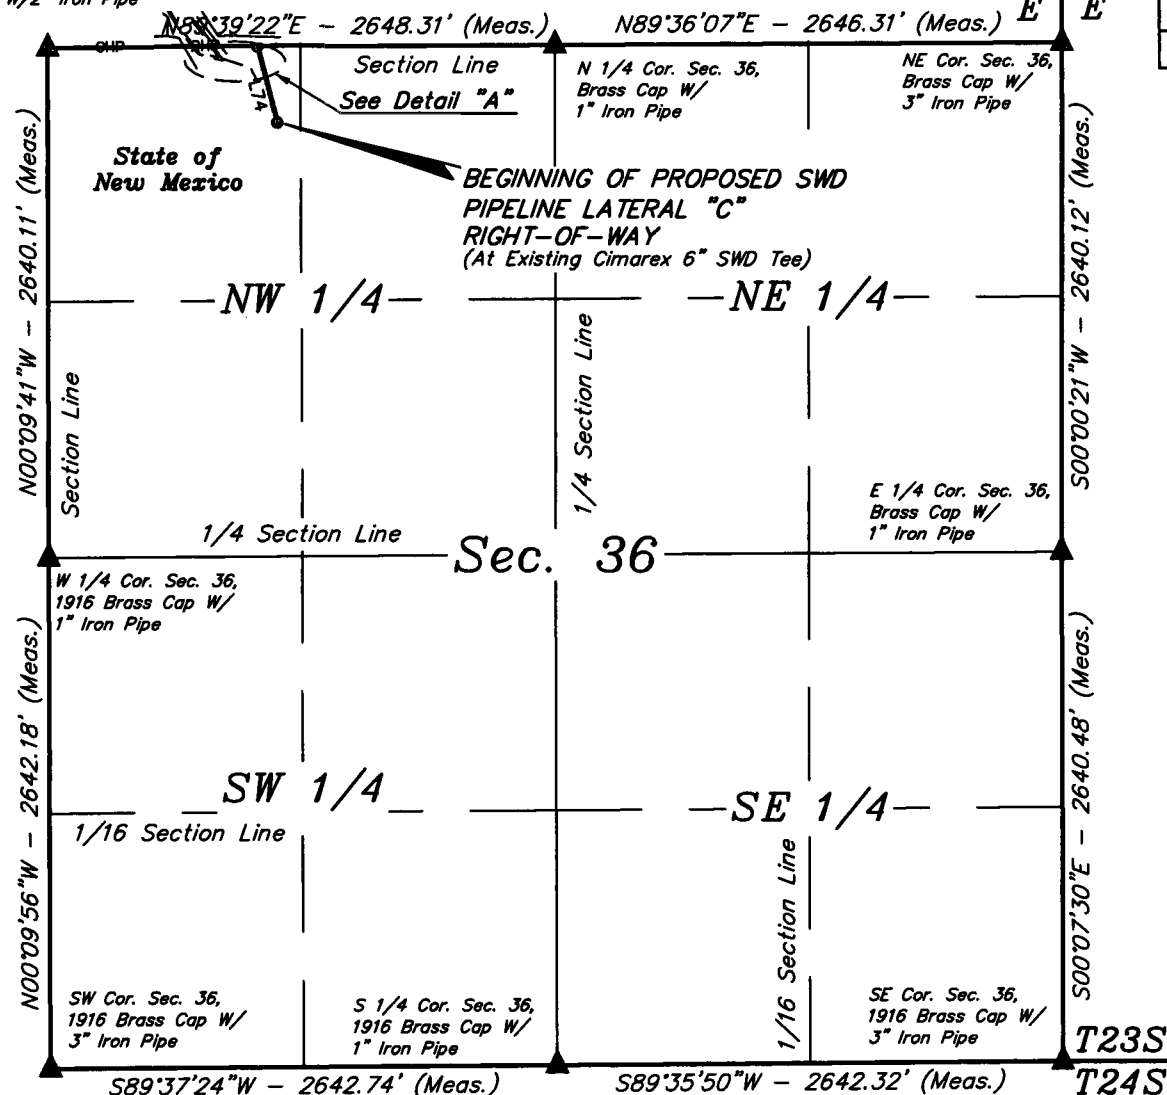 W/2" Iron Pipe
N89°39'22"E - 2648.31' (Meas.)
N89°36'07"E - 2646.31' (Meas.)
E E
OHP
Section Line
L74
See Detail "A"
N 1/4 Cor. Sec. 36,
Brass Cap W/
1" Iron Pipe
NE Cor. Sec. 36,
Brass Cap W/
3" Iron Pipe
State of
New Mexico
BEGINNING OF PROPOSED SWD
PIPELINE LATERAL "C"
RIGHT-OF-WAY
(At Existing Cimarex 6" SWD Tee)
N00°09'41"W - 2640.11' (Meas.)
S00°00'21"W - 2640.12' (Meas.)
NW 1/4
NE 1/4
Section Line
1/4 Section Line
1/4 Section Line
E 1/4 Cor. Sec. 36,
Brass Cap W/
1" Iron Pipe
Sec. 36
W 1/4 Cor. Sec. 36,
1916 Brass Cap W/
1" Iron Pipe
N00°09'56"W - 2642.18' (Meas.)
S00°07'30"E - 2640.48' (Meas.)
SW 1/4
SE 1/4
1/16 Section Line
1/16 Section Line
SW Cor. Sec. 36,
1916 Brass Cap W/
3" Iron Pipe
S 1/4 Cor. Sec. 36,
1916 Brass Cap W/
1" Iron Pipe
SE Cor. Sec. 36,
1916 Brass Cap W/
3" Iron Pipe
T23S
T24S
S89°37'24"W - 2642.74' (Meas.)
S89°35'50"W - 2642.32' (Meas.)